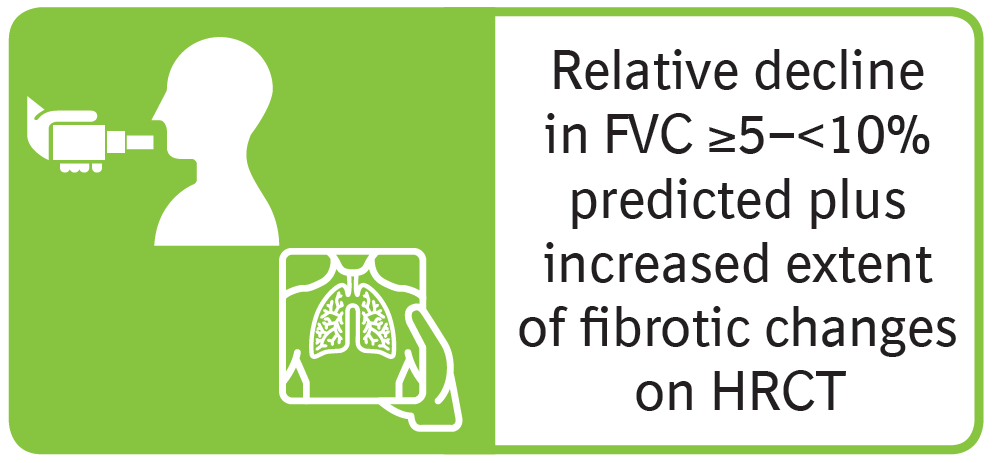 Relative decline
in FVC ≥5–<10%
predicted plus
increased extent
of fibrotic changes
on HRCT